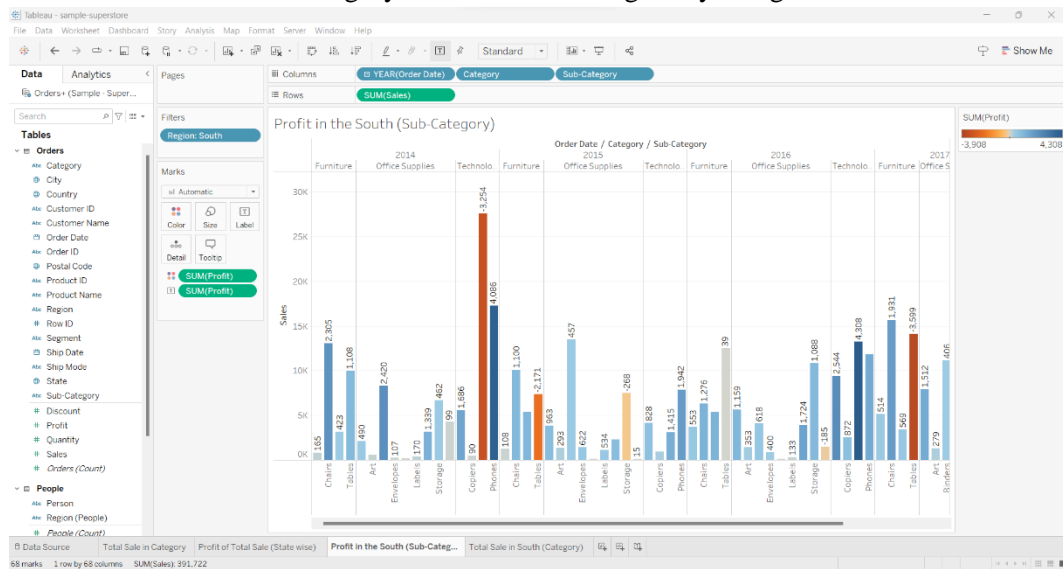 Tableau - sample-superstore
File Data Worksheet Dashboard Story Analysis Map Format Server Window Help
Standard
Show Me
Data Analytics
Pages
Columns
YEAR(Order Date) Category Sub-Category
Orders+ (Sample - Super...
Rows
SUM(Sales)
Search
Tables
Orders
Abc Category
City
Country
Abc Customer ID
Abc Customer Name
Order Date
Abc Order ID
Postal Code
Abc Product ID
Abc Product Name
Abc Region
# Row ID
Abc Segment
Ship Date
Abc Ship Mode
State
Abc Sub-Category
# Discount
# Profit
# Quantity
# Sales
# Orders (Count)
People
Abc Person
Abc Region (People)
# People (Count)
Filters
Region: South
Marks
Automatic
Color Size Label
Detail Tooltip
SUM(Profit)
SUM(Profit)
Profit in the South (Sub-Category)
Order Date / Category / Sub-Category
2014 2015 2016 2017
Furniture Office Supplies Technolo.. Furniture Office Supplies Technolo.. Furniture Office Supplies Technolo.. Furniture Office S
30K
25K
20K
15K
10K
5K
0K
Sales
165 2,305 423 1,108 490 2,420 107 170 1,339 462 99 1,686 90 -3,254 4,086
108 1,100 -2,171 963 293 457 622 534 -268 15 828 1,415 1,942
553 1,276 39 1,159 353 618 400 133 1,724 1,088 -185 2,544 872 4,308
514 1,931 569 -3,599 1,512 279 406
Chairs Tables Art Envelopes Labels Storage Copiers Phones
Chairs Tables Art Envelopes Labels Storage Copiers Phones
Chairs Tables Art Envelopes Labels Storage Copiers Phones
Chairs Tables Art Binders
SUM(Profit)
-3,908 4,308
Data Source Total Sale in Category Profit of Total Sale (State wise) Profit in the South (Sub-Categ... Total Sale in South (Category)
68 marks 1 row by 68 columns SUM(Sales): 391,722